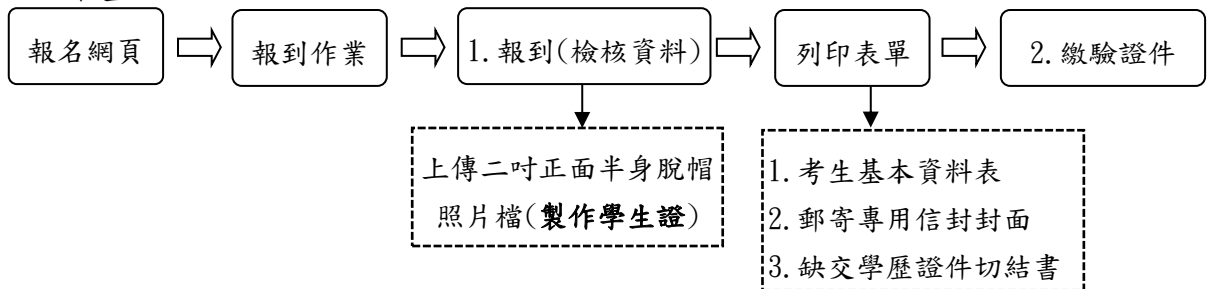 報名網頁
報到作業
1.報到(檢核資料)
列印表單
2.繳驗證件
上傳二吋正面半身脫帽
照片檔(製作學生證)
1.考生基本資料表
2.郵寄專用信封封面
3.缺交學歷證件切結書